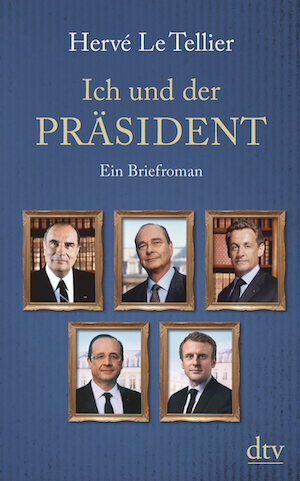 Hervé Le Tellier
Ich und der
PRÄSIDENT
Ein Briefroman
dtv